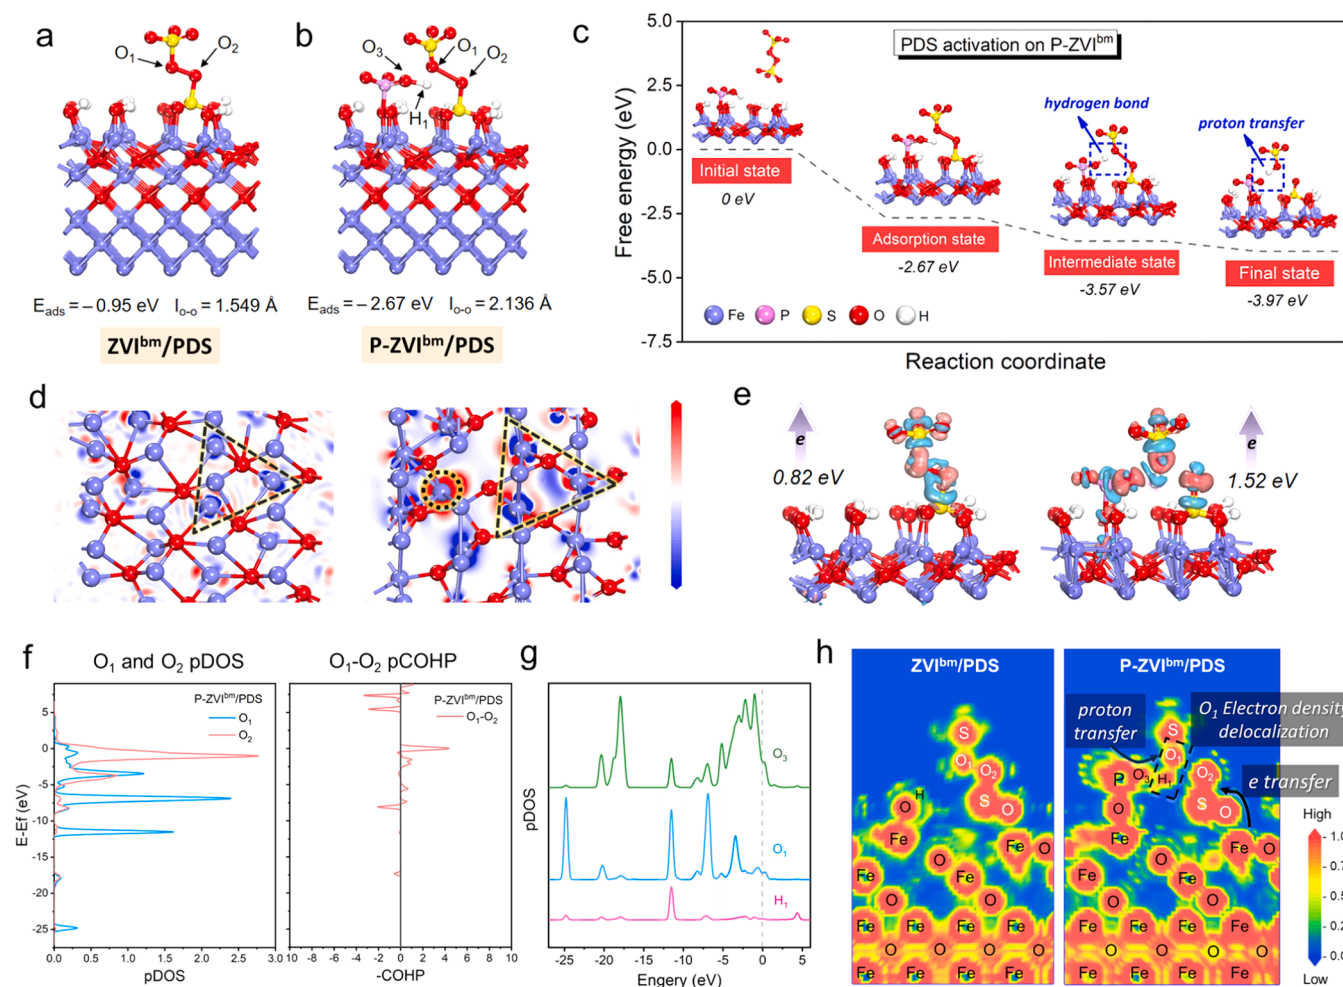 a
O₁
O₂
Eads = − 0.95 eV Io-o = 1.549 Å
ZVIᵇᵐ/PDS
b
O₃
O₁
O₂
H₁
Eads = − 2.67 eV Io-o = 2.136 Å
P-ZVIᵇᵐ/PDS
c
PDS activation on P-ZVIᵇᵐ
Free energy (eV)
5.0
2.5
0.0
-2.5
-5.0
-7.5
Initial state
0 eV
Adsorption state
-2.67 eV
hydrogen bond
Intermediate state
-3.57 eV
proton transfer
Final state
-3.97 eV
Fe P S O H
Reaction coordinate
d
e
e
0.82 eV
e
1.52 eV
f
O₁ and O₂ pDOS
P-ZVIᵇᵐ/PDS
O₁
O₂
E-Ef (eV)
5
0
-5
-10
-15
-20
-25
0.0 0.5 1.0 1.5 2.0 2.5 3.0
pDOS
O₁-O₂ pCOHP
P-ZVIᵇᵐ/PDS
O₁-O₂
-10 -8 -6 -4 -2 0 2 4 6 8 10
-COHP
g
pDOS
O₃
O₁
H₁
-25 -20 -15 -10 -5 0 5
Engery (eV)
h
ZVIᵇᵐ/PDS
S
O₁
O₂
H
O
S
O
Fe
Fe
O
O
Fe
Fe
O
O
Fe Fe Fe Fe
O O O O
Fe Fe Fe Fe
P-ZVIᵇᵐ/PDS
proton
transfer
O₁ Electron density
delocalization
e transfer
S
O₁
P
O₃
H₁
O₂
O
S
O
Fe
Fe
O
O
Fe
Fe
O
O
Fe Fe Fe Fe
O O O O
Fe Fe Fe Fe
High
Low